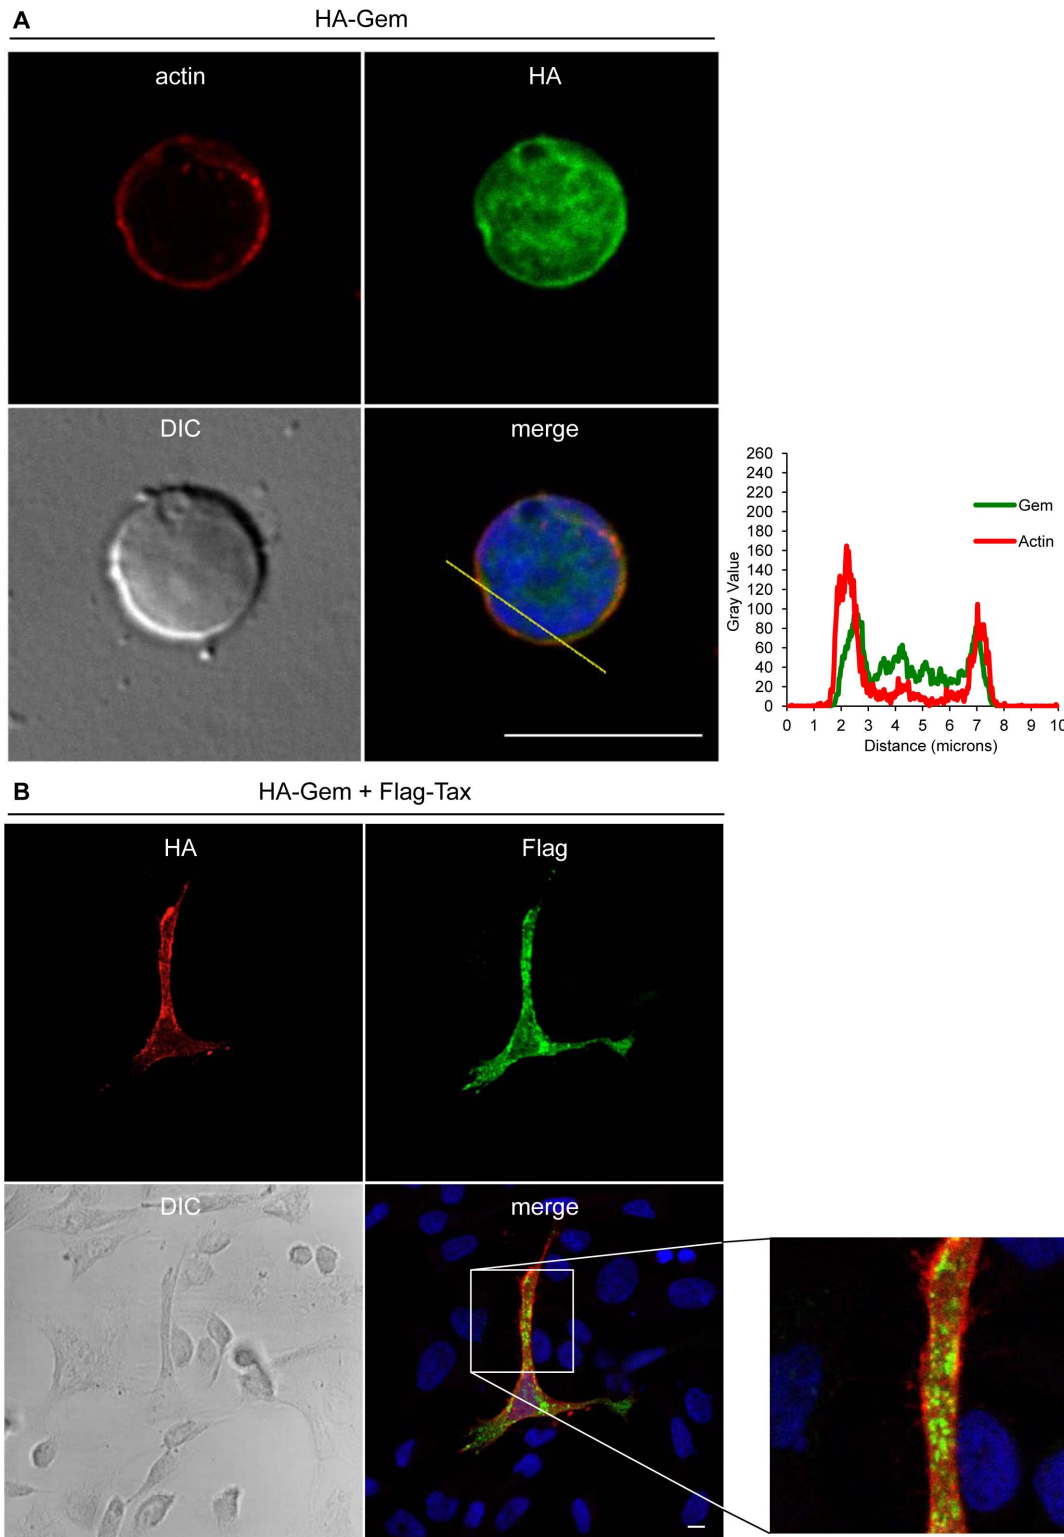 A
HA-Gem
actin
HA
DIC
merge
260
240
220
200
180
160
140
120
100
80
60
40
20
0
Gray Value
Gem
Actin
0 1 2 3 4 5 6 7 8 9 10
Distance (microns)
B
HA-Gem + Flag-Tax
HA
Flag
DIC
merge